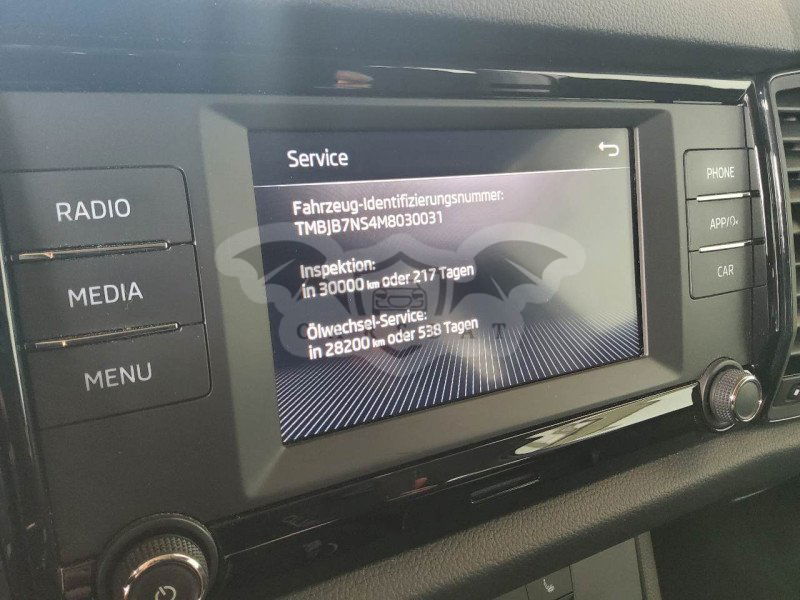 Service
Fahrzeug-Identifizierungsnummer:
TMBJB7NS4M8030031
Inspektion:
in 30000 km oder 217 Tagen
Ölwechsel-Service:
in 28200 km oder 538 Tagen
RADIO
MEDIA
MENU
PHONE
APP/
CAR